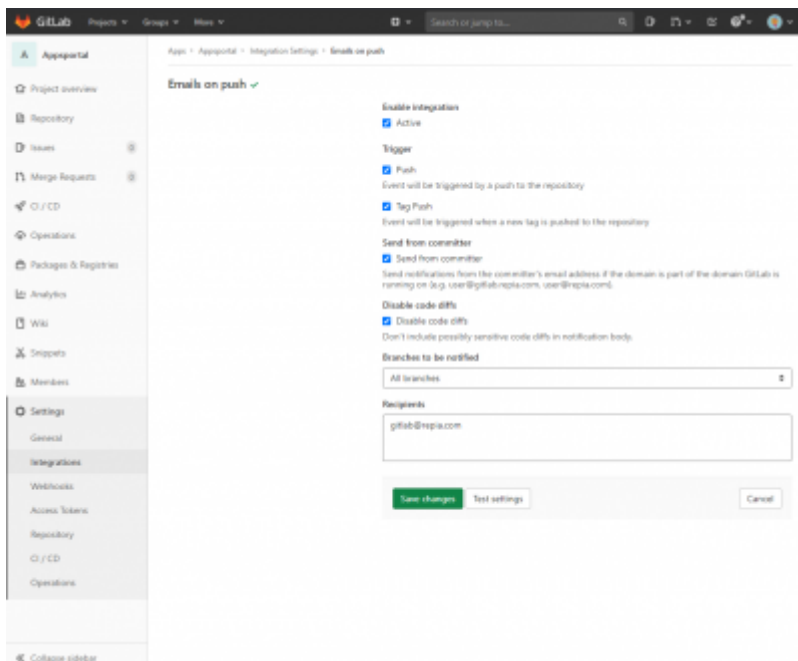 GitLab Projects Groups More Search or jump to...
A Appsportal
Apps > Appsportal > Integration Settings > Emails on push
Emails on push
Project overview
Repository
Issues 0
Merge Requests 0
CI / CD
Operations
Packages & Registries
Analytics
Wiki
Snippets
Members
Settings
General
Integrations
Webhooks
Access Tokens
Repository
CI / CD
Operations
Collapse sidebar
Enable integration
Active
Trigger
Push
Event will be triggered by a push to the repository
Tag Push
Event will be triggered when a new tag is pushed to the repository
Send from committer
Send from committer
Send notifications from the committer's email address if the domain is part of the domain GitLab is
running on (e.g. user@gitlab.repia.com, user@repia.com).
Disable code diffs
Disable code diffs
Don't include possibly sensitive code diffs in notification body.
Branches to be notified
All branches
Recipients
gitlab@repia.com
Save changes Test settings Cancel